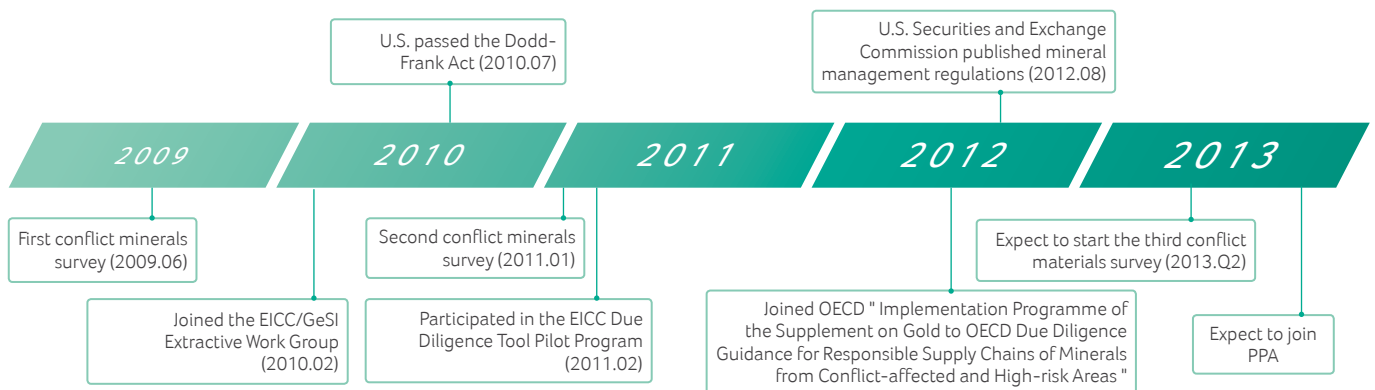 U.S. passed the Dodd-
Frank Act (2010.07)
U.S. Securities and Exchange
Commission published mineral
management regulations (2012.08)
2009
2010
2011
2012
2013
First conflict minerals
survey (2009.06)
Second conflict minerals
survey (2011.01)
Expect to start the third conflict
materials survey (2013.Q2)
Joined the EICC/GeSI
Extractive Work Group
(2010.02)
Participated in the EICC Due
Diligence Tool Pilot Program
(2011.02)
Joined OECD " Implementation Programme of
the Supplement on Gold to OECD Due Diligence
Guidance for Responsible Supply Chains of Minerals
from Conflict-affected and High-risk Areas "
Expect to join
PPA